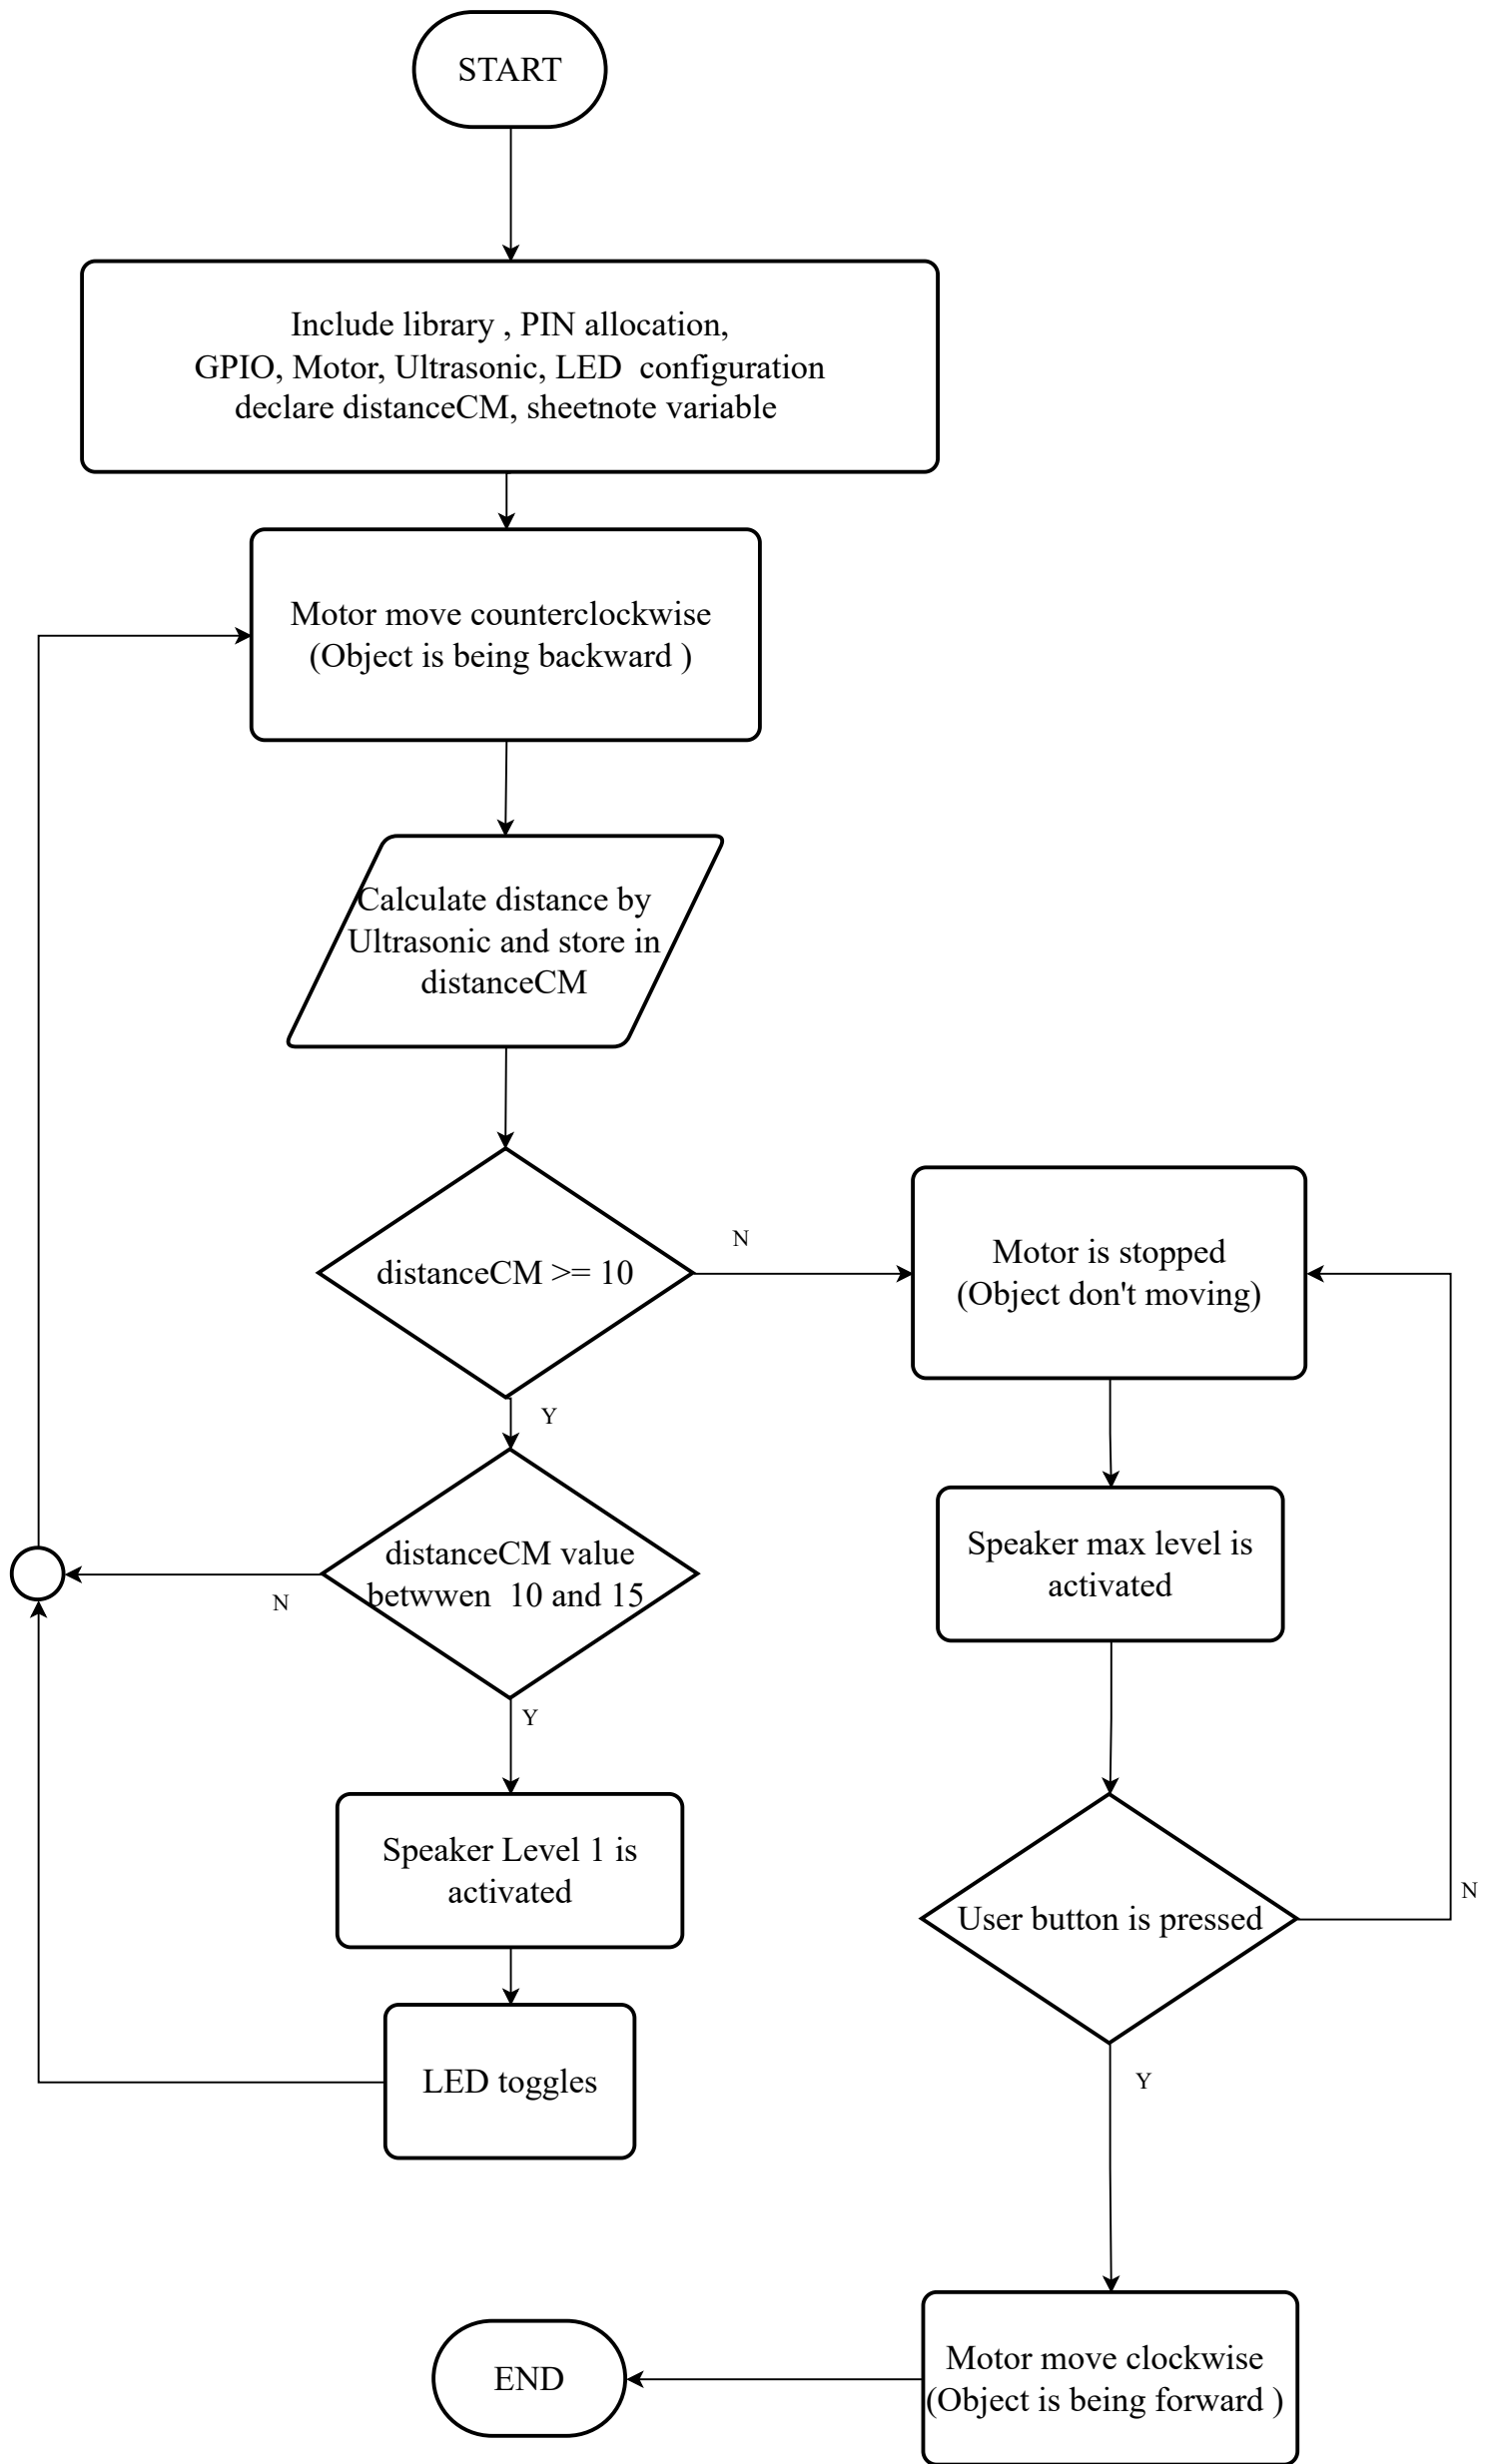 START
Include library , PIN allocation,
GPIO, Motor, Ultrasonic, LED  configuration
declare distanceCM, sheetnote variable
Motor move counterclockwise
(Object is being backward )
Calculate distance by
Ultrasonic and store in
distanceCM
distanceCM >= 10
N
Motor is stopped
(Object don't moving)
Y
distanceCM value
betwwen  10 and 15
N
Speaker max level is
activated
Y
Speaker Level 1 is
activated
User button is pressed
N
LED toggles
Y
Motor move clockwise
(Object is being forward )
END